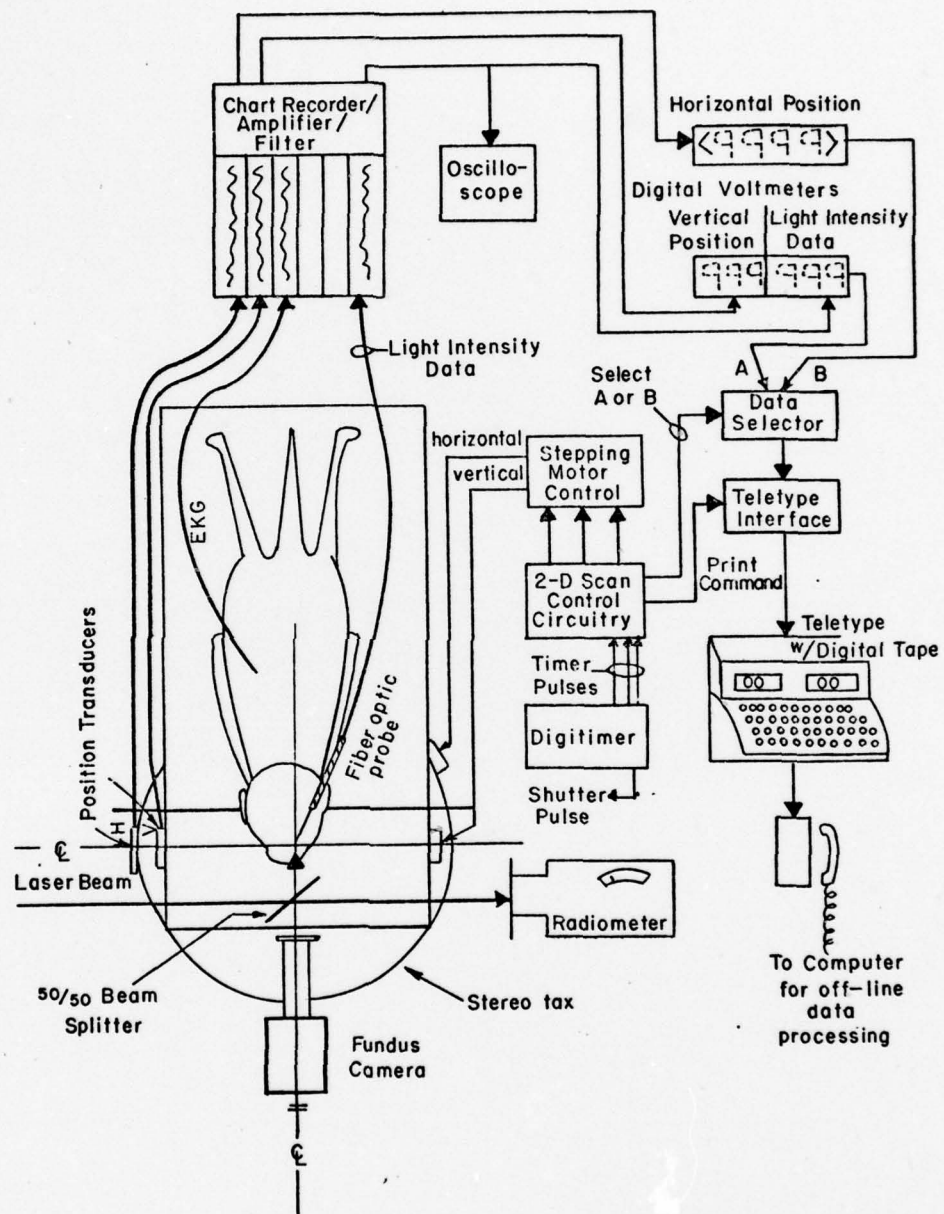 Chart Recorder/
Amplifier/
Filter
Oscillo-
scope
Horizontal Position
<9999>
Digital Voltmeters
Vertical
Position
Light Intensity
Data
999
999
Light Intensity
Data
A
B
Select
A or B
Data
Selector
horizontal
vertical
Stepping
Motor
Control
Teletype
Interface
EKG
Print
Command
2-D Scan
Control
Circuitry
Teletype
w/Digital Tape
Timer
Pulses
Position Transducers
Fiber optic
probe
Digitimer
Shutter
Pulse
H
V
℄
Laser Beam
Radiometer
50/50 Beam
Splitter
Stereo tax
To Computer
for off-line
data
processing
Fundus
Camera
℄